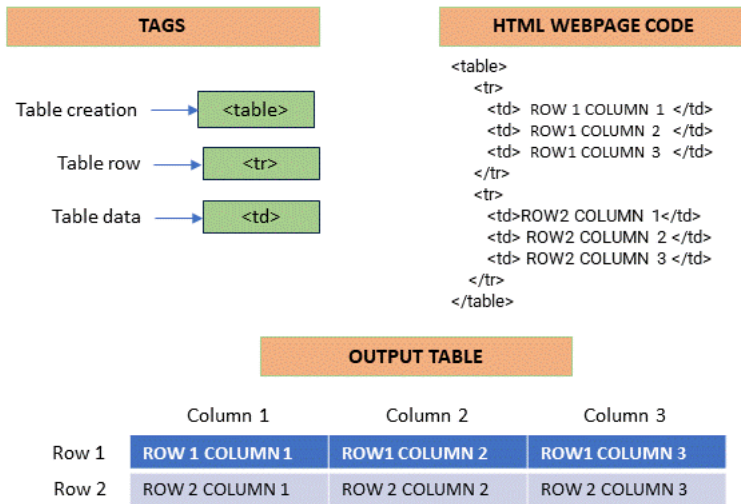 TAGS
Table creation <table>
Table row <tr>
Table data <td>
HTML WEBPAGE CODE
<table>
<tr>
<td> ROW 1 COLUMN 1 </td>
<td> ROW1 COLUMN 2 </td>
<td> ROW1 COLUMN 3 </td>
</tr>
<tr>
<td>ROW2 COLUMN 1</td>
<td> ROW2 COLUMN 2 </td>
<td> ROW2 COLUMN 3 </td>
</tr>
</table>
OUTPUT TABLE
Column 1 Column 2 Column 3
Row 1 ROW 1 COLUMN 1 ROW1 COLUMN 2 ROW1 COLUMN 3
Row 2 ROW 2 COLUMN 1 ROW 2 COLUMN 2 ROW 2 COLUMN 3